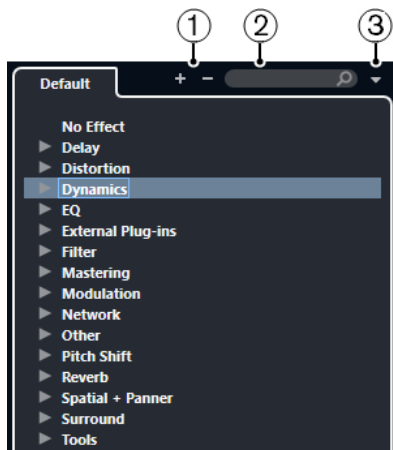 1 2 3
Default + −
No Effect
Delay
Distortion
Dynamics
EQ
External Plug-ins
Filter
Mastering
Modulation
Network
Other
Pitch Shift
Reverb
Spatial + Panner
Surround
Tools